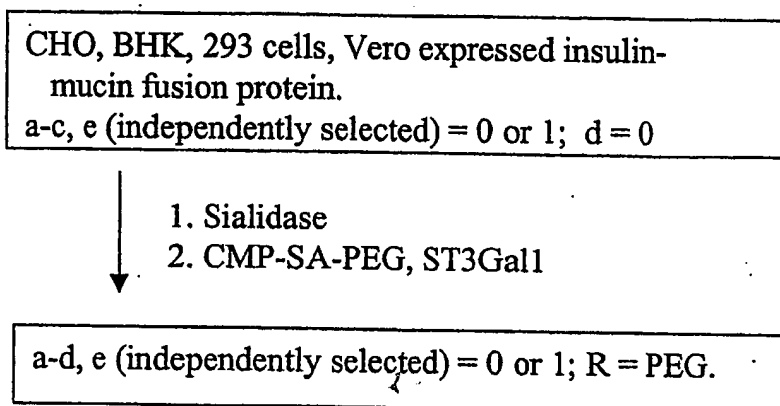 CHO, BHK, 293 cells, Vero expressed insulin-
mucin fusion protein.
a-c, e (independently selected) = 0 or 1; d = 0
1. Sialidase
2. CMP-SA-PEG, ST3Gal1
a-d, e (independently selected) = 0 or 1; R = PEG.